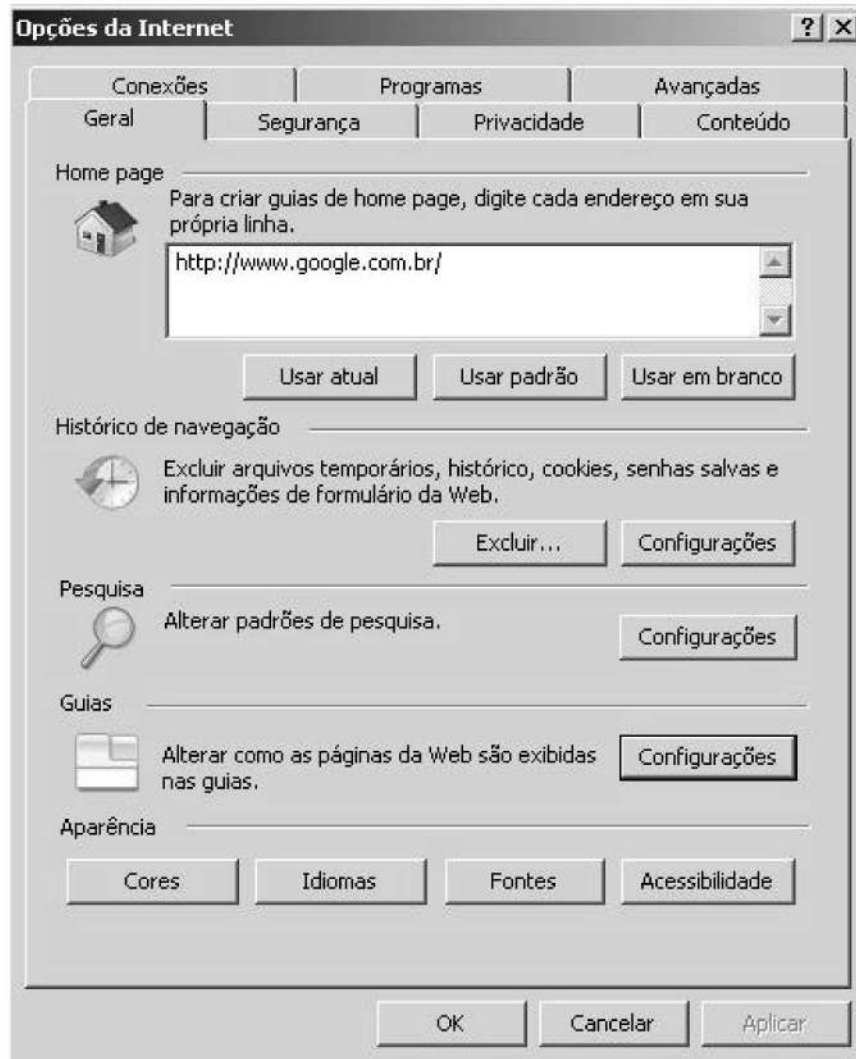 Opções da Internet
Conexões Programas Avançadas
Geral Segurança Privacidade Conteúdo
Home page
Para criar guias de home page, digite cada endereço em sua
própria linha.
http://www.google.com.br/
Usar atual Usar padrão Usar em branco
Histórico de navegação
Excluir arquivos temporários, histórico, cookies, senhas salvas e
informações de formulário da Web.
Excluir... Configurações
Pesquisa
Alterar padrões de pesquisa.
Configurações
Guias
Alterar como as páginas da Web são exibidas
nas guias.
Configurações
Aparência
Cores Idiomas Fontes Acessibilidade
OK Cancelar Aplicar